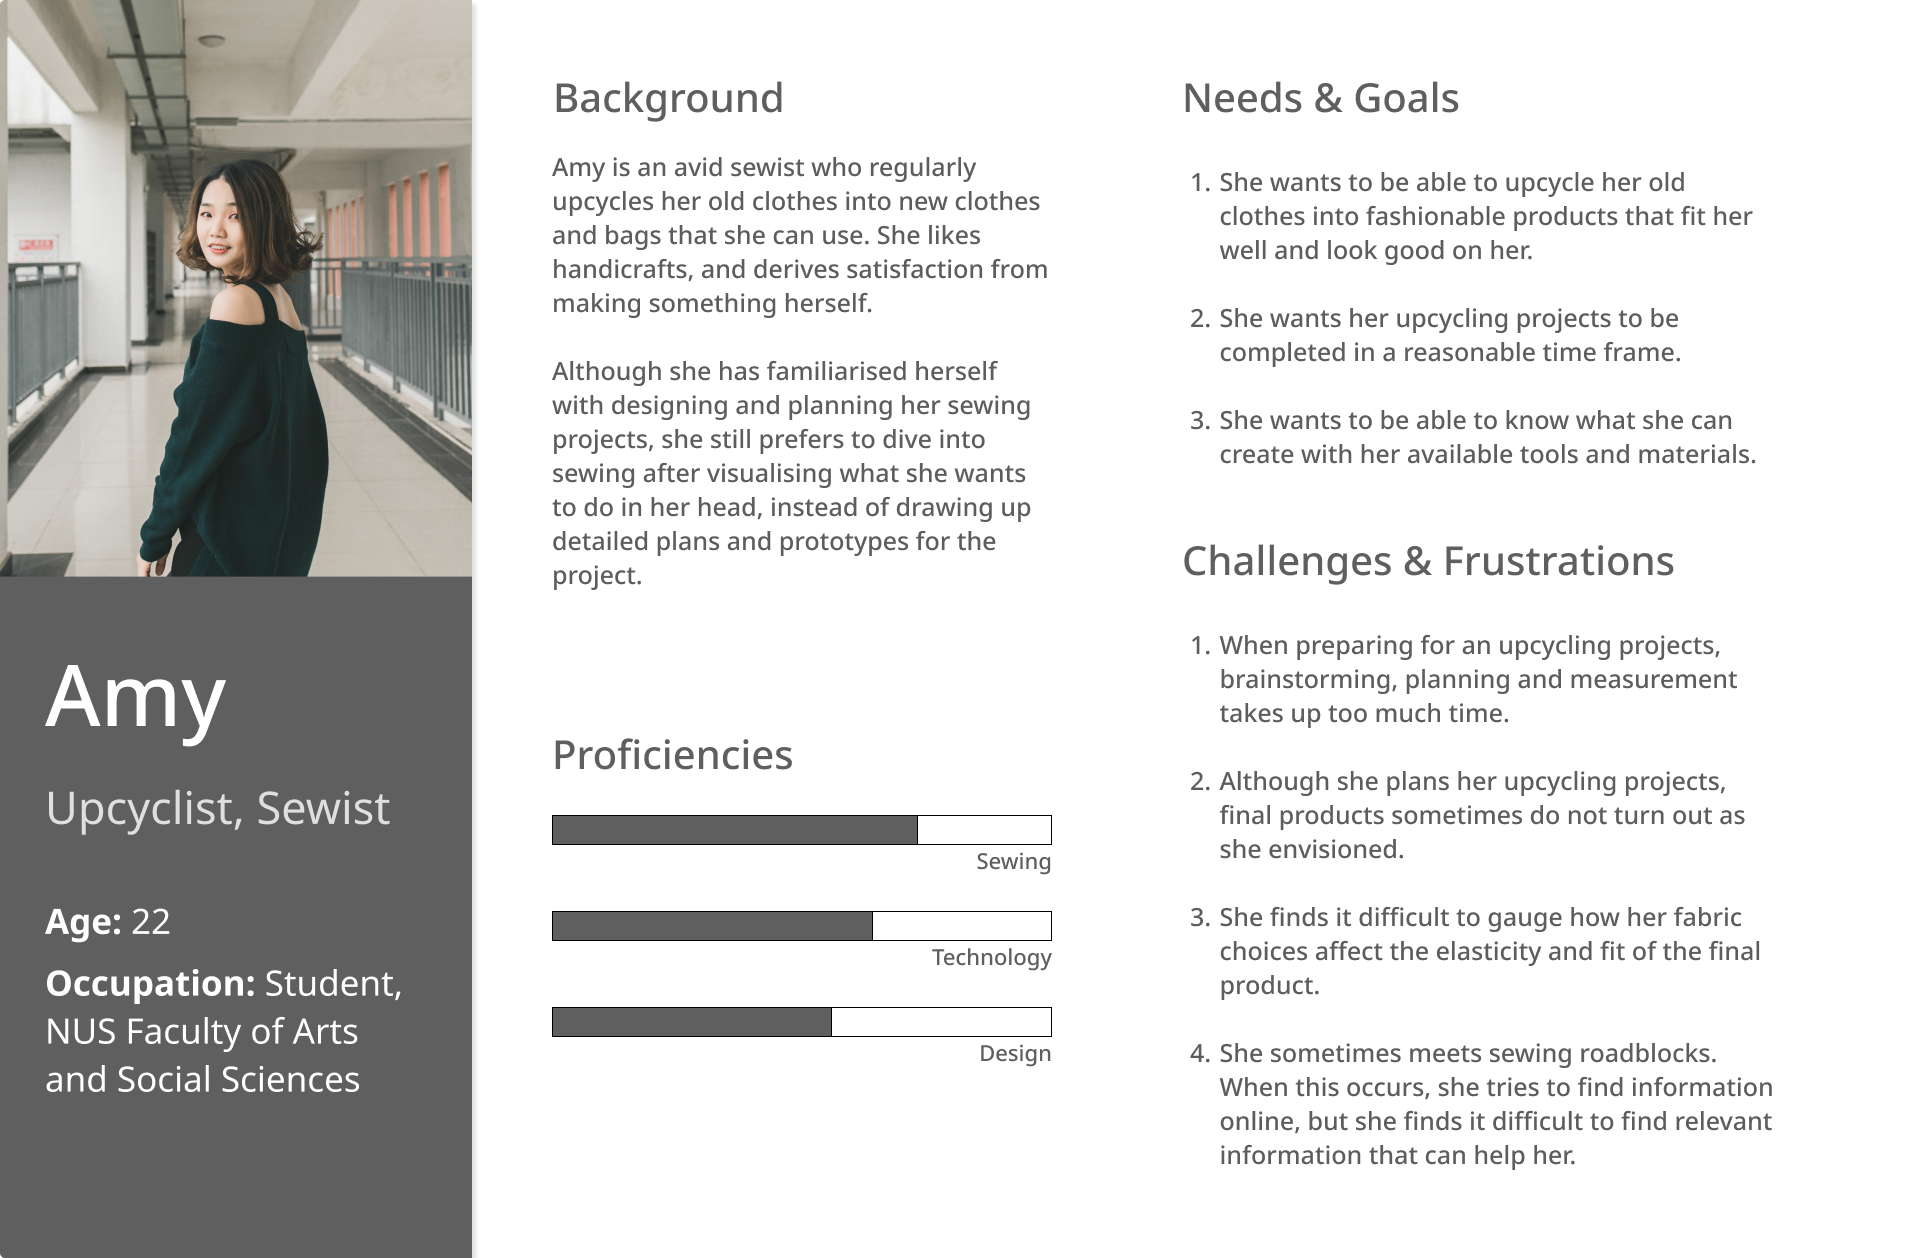 Amy
Upcyclist, Sewist
Age: 22
Occupation: Student,
NUS Faculty of Arts
and Social Sciences
Background
Amy is an avid sewist who regularly
upcycles her old clothes into new clothes
and bags that she can use. She likes
handicrafts, and derives satisfaction from
making something herself.
Although she has familiarised herself
with designing and planning her sewing
projects, she still prefers to dive into
sewing after visualising what she wants
to do in her head, instead of drawing up
detailed plans and prototypes for the
project.
Proficiencies
Sewing
Technology
Design
Needs & Goals
1. She wants to be able to upcycle her old
clothes into fashionable products that fit her
well and look good on her.
2. She wants her upcycling projects to be
completed in a reasonable time frame.
3. She wants to be able to know what she can
create with her available tools and materials.
Challenges & Frustrations
1. When preparing for an upcycling projects,
brainstorming, planning and measurement
takes up too much time.
2. Although she plans her upcycling projects,
final products sometimes do not turn out as
she envisioned.
3. She finds it difficult to gauge how her fabric
choices affect the elasticity and fit of the final
product.
4. She sometimes meets sewing roadblocks.
When this occurs, she tries to find information
online, but she finds it difficult to find relevant
information that can help her.